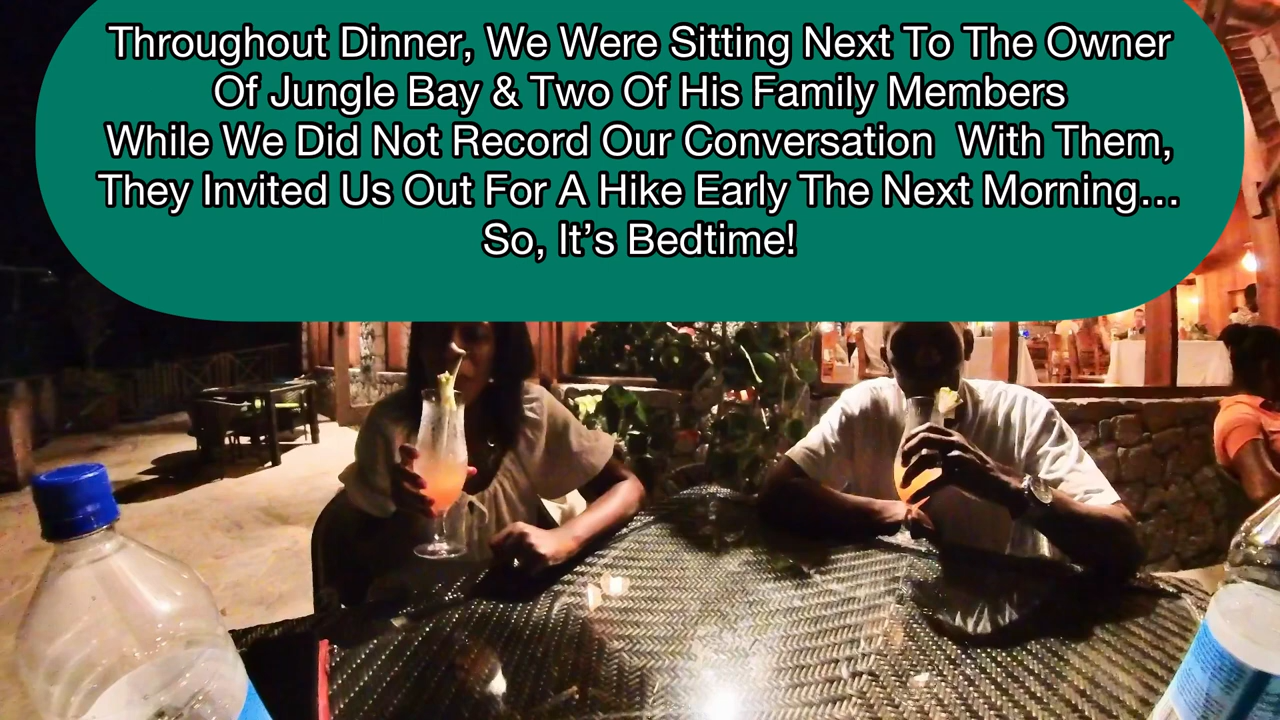 Throughout Dinner, We Were Sitting Next To The Owner
Of Jungle Bay & Two Of His Family Members
While We Did Not Record Our Conversation  With Them,
They Invited Us Out For A Hike Early The Next Morning...
So, It's Bedtime!